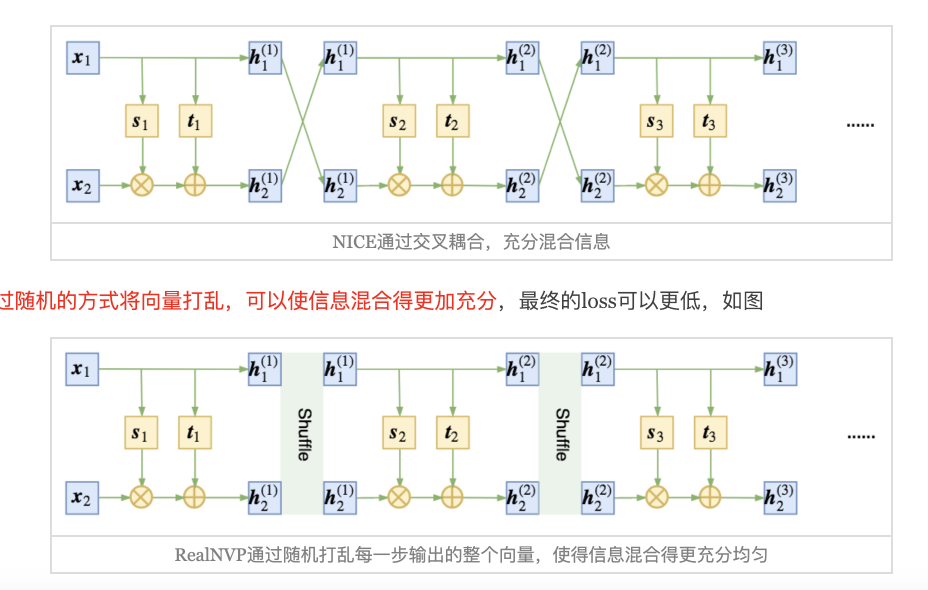 x₁ h₁⁽¹⁾ h₁⁽¹⁾ h₁⁽²⁾ h₁⁽²⁾ h₁⁽³⁾
s₁ t₁ s₂ t₂ s₃ t₃ ......
x₂ h₂⁽¹⁾ h₂⁽¹⁾ h₂⁽²⁾ h₂⁽²⁾ h₂⁽³⁾
NICE通过交叉耦合，充分混合信息
过随机的方式将向量打乱，可以使信息混合得更加充分，最终的loss可以更低，如图
x₁ h₁⁽¹⁾ h₁⁽¹⁾ h₁⁽²⁾ h₁⁽²⁾ h₁⁽³⁾
s₁ t₁ Shuffle s₂ t₂ Shuffle s₃ t₃ ......
x₂ h₂⁽¹⁾ h₂⁽¹⁾ h₂⁽²⁾ h₂⁽²⁾ h₂⁽³⁾
RealNVP通过随机打乱每一步输出的整个向量，使得信息混合得更充分均匀